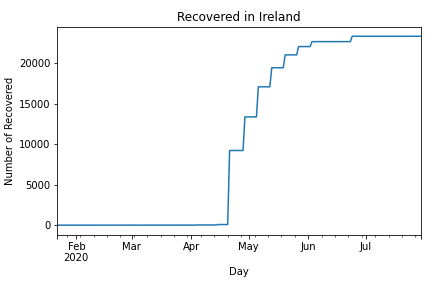 Recovered in Ireland
Number of Recovered
20000
15000
10000
5000
0
Feb Mar Apr May Jun Jul
2020
Day